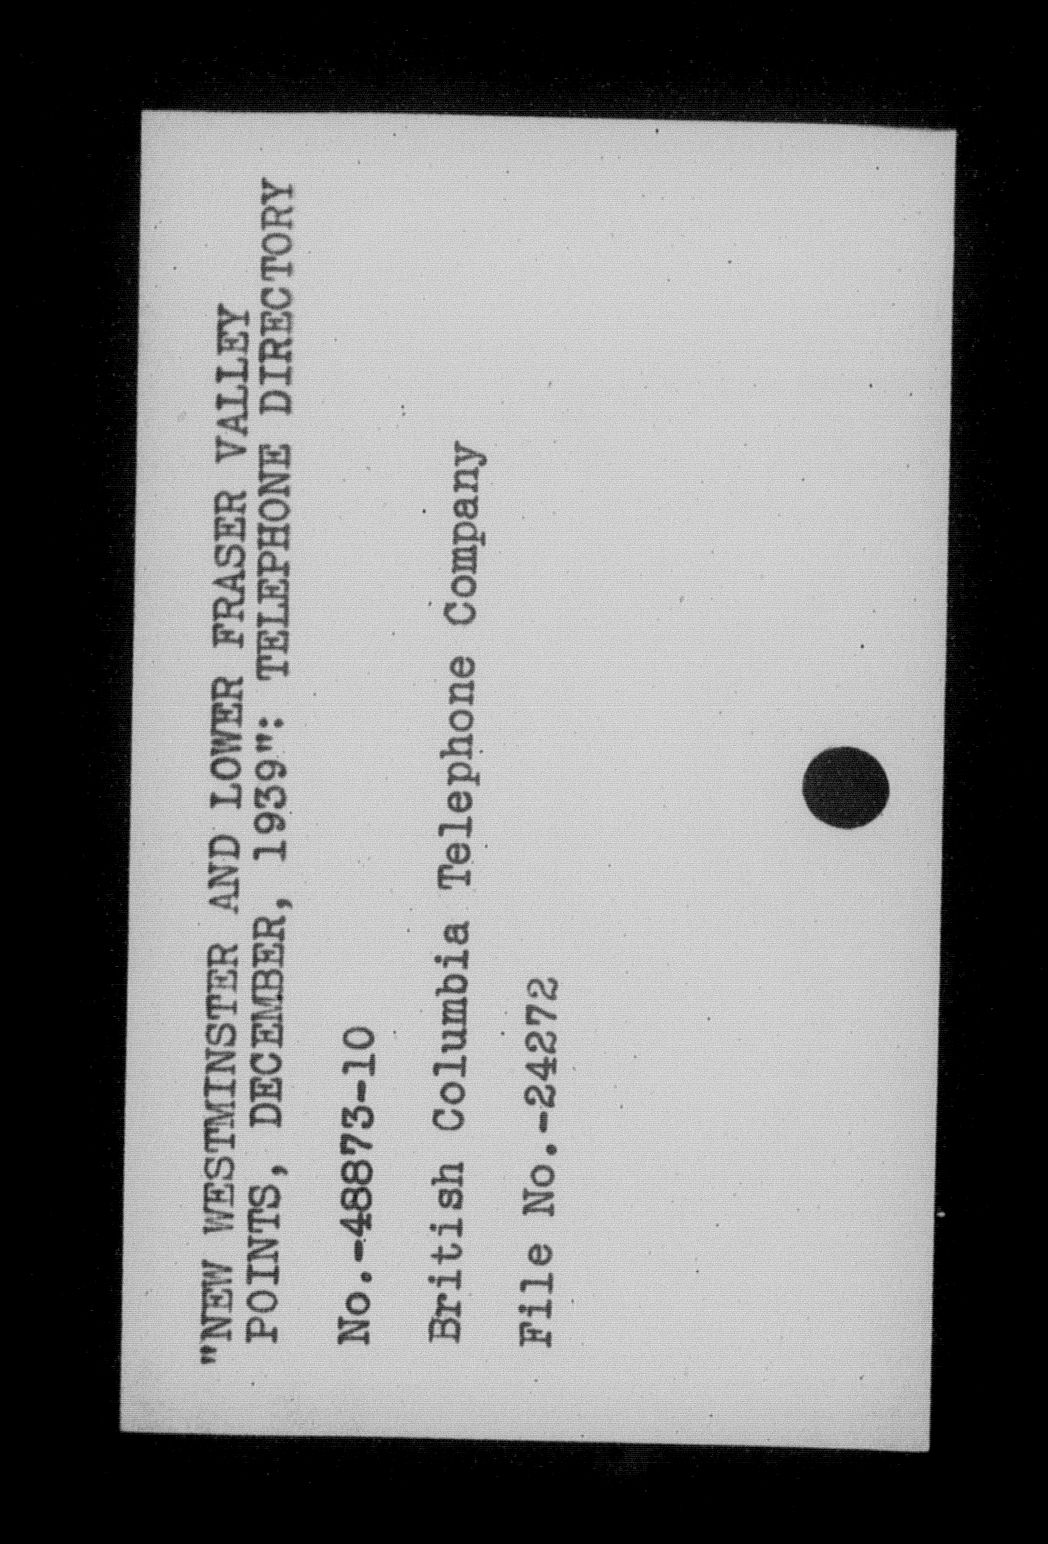 "NEW WESTMINSTER AND LOWER FRASER VALLEY
POINTS, DECEMBER, 1939": TELEPHONE DIRECTORY
No.-48873-10
British Columbia Telephone Company
File No.-24272